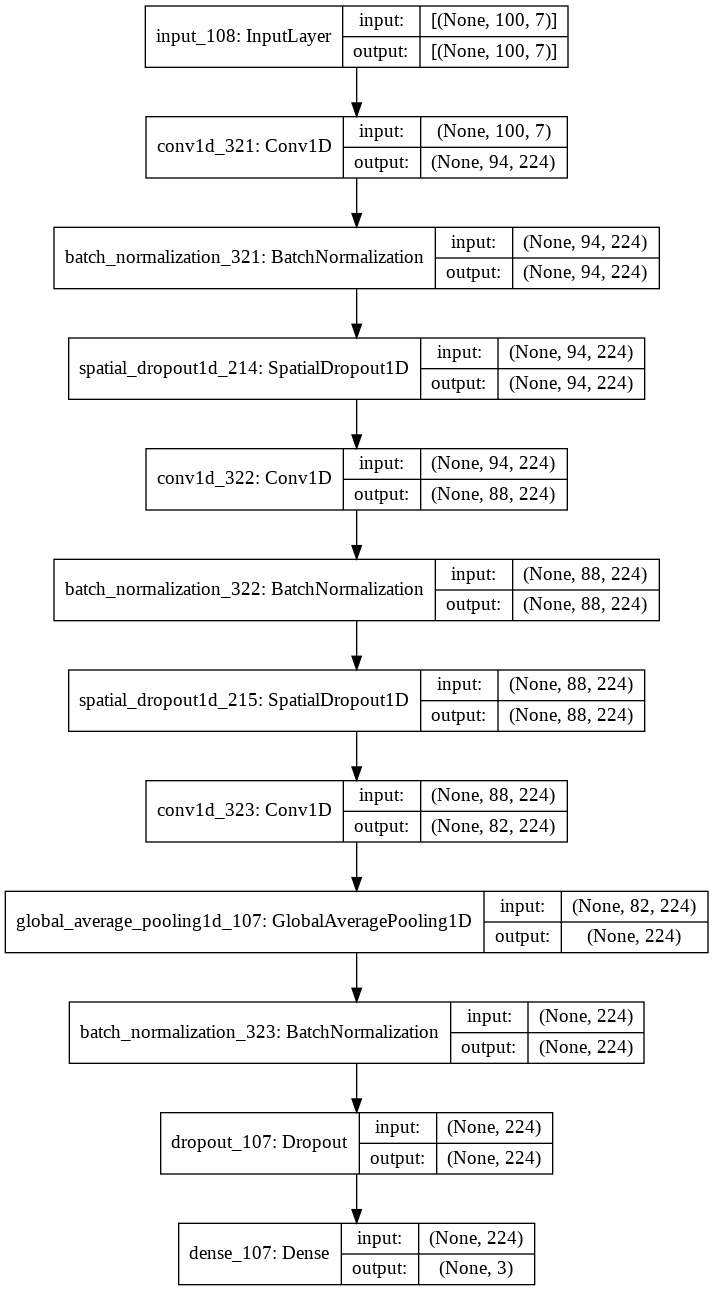 input_108: InputLayer
input: [(None, 100, 7)]
output: [(None, 100, 7)]
conv1d_321: Conv1D
input: (None, 100, 7)
output: (None, 94, 224)
batch_normalization_321: BatchNormalization
input: (None, 94, 224)
output: (None, 94, 224)
spatial_dropout1d_214: SpatialDropout1D
input: (None, 94, 224)
output: (None, 94, 224)
conv1d_322: Conv1D
input: (None, 94, 224)
output: (None, 88, 224)
batch_normalization_322: BatchNormalization
input: (None, 88, 224)
output: (None, 88, 224)
spatial_dropout1d_215: SpatialDropout1D
input: (None, 88, 224)
output: (None, 88, 224)
conv1d_323: Conv1D
input: (None, 88, 224)
output: (None, 82, 224)
global_average_pooling1d_107: GlobalAveragePooling1D
input: (None, 82, 224)
output: (None, 224)
batch_normalization_323: BatchNormalization
input: (None, 224)
output: (None, 224)
dropout_107: Dropout
input: (None, 224)
output: (None, 224)
dense_107: Dense
input: (None, 224)
output: (None, 3)